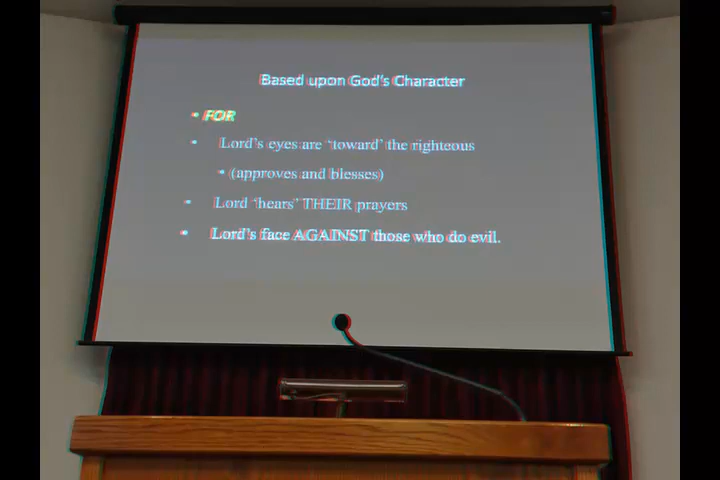 Based upon God's Character
• FOR
• Lord's eyes are 'toward' the righteous
• (approves and blesses)
• Lord 'hears' THEIR prayers
• Lord's face AGAINST those who do evil.